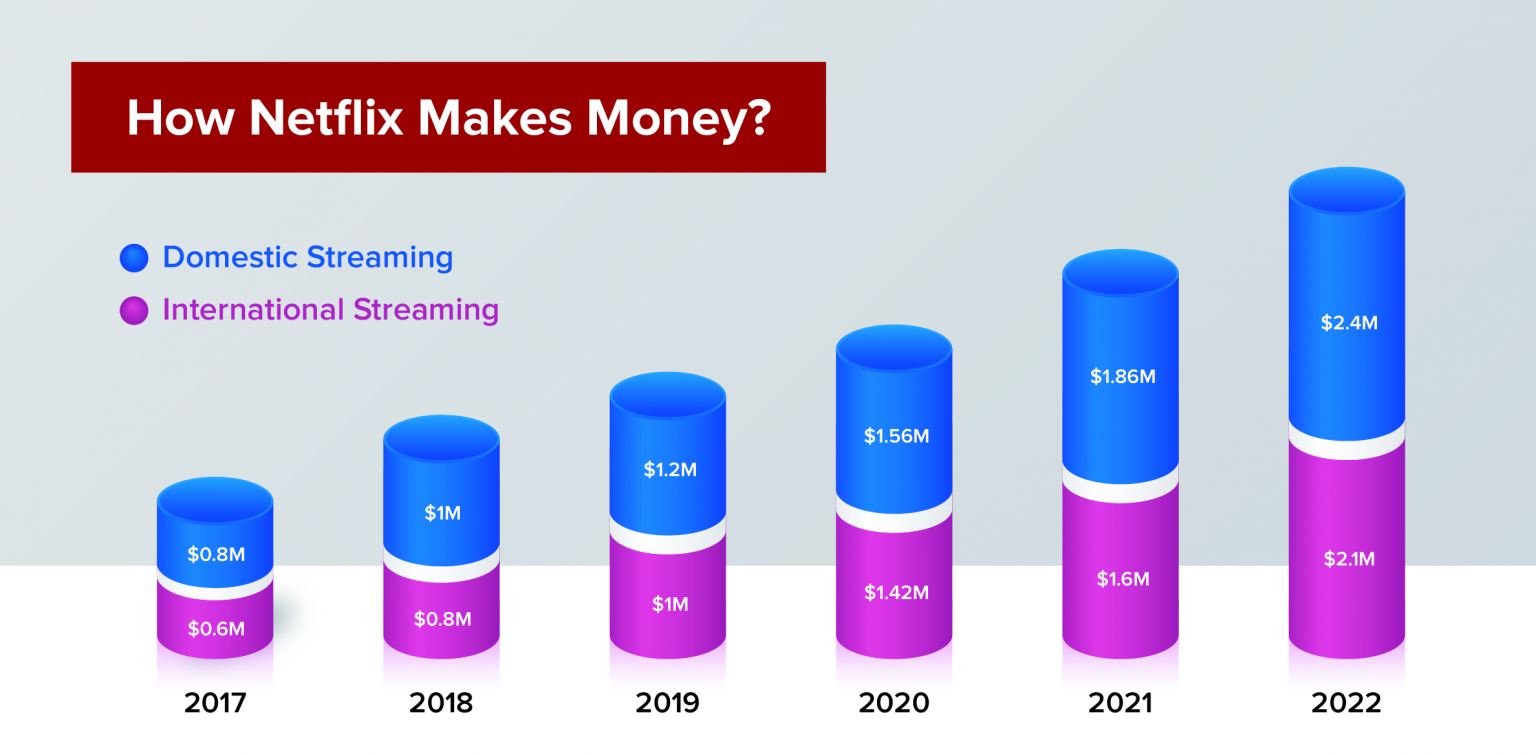 How Netflix Makes Money?
Domestic Streaming
International Streaming
$0.8M
$0.6M
2017
$1M
$0.8M
2018
$1.2M
$1M
2019
$1.56M
$1.42M
2020
$1.86M
$1.6M
2021
$2.4M
$2.1M
2022